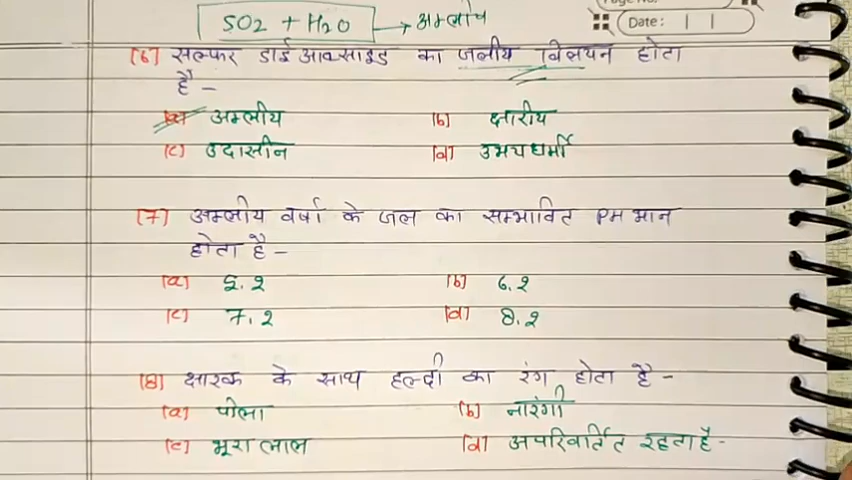 SO2 + H2O → अम्लीय
Date: | |
(6) सल्फर डाई आक्साइड का जलीय विलयन होता
है -
(a) अम्लीय (b) क्षारीय
(c) उदासीन (d) उभयधर्मी
(7) अम्लीय वर्षा के जल का सम्भावित PH मान
होता है -
(a) 5.2 (b) 6.2
(c) 7.2 (d) 8.2
(8) क्षारक के साथ हल्दी का रंग होता है -
(a) पीला (b) नारंगी
(c) भूरा लाल (d) अपरिवर्तित रहता है -